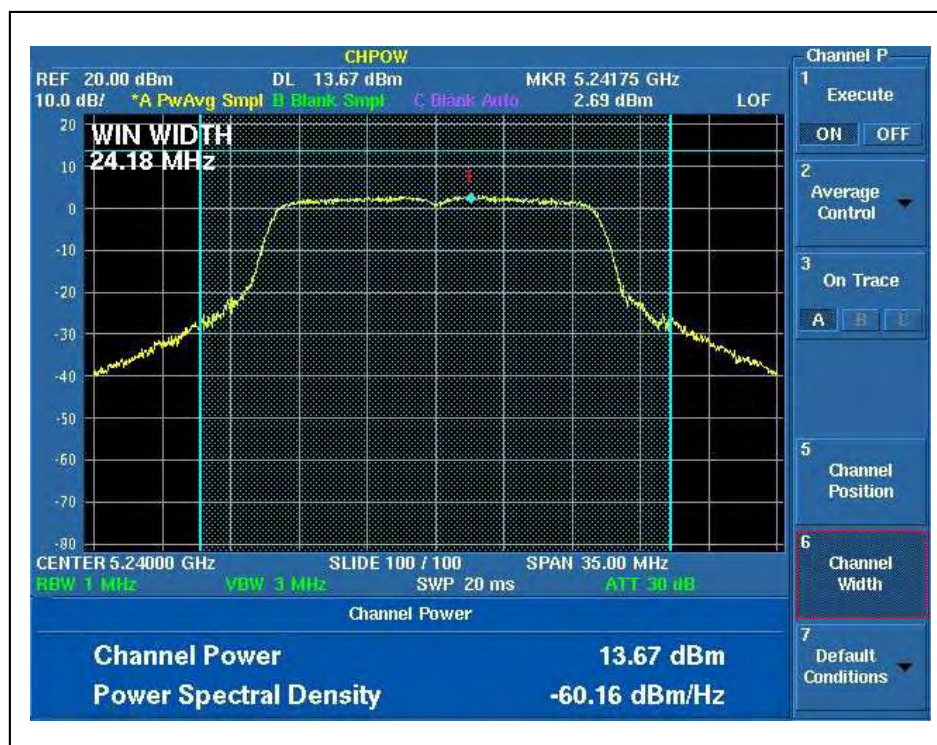 CHPOW
REF 20.00 dBm DL 13.67 dBm MKR 5.24175 GHz
10.0 dB/ *A PwAvg Smpl B Blank Smpl C Blank Auto 2.69 dBm LOF
WIN WIDTH
24.18 MHz
20
10
0
-10
-20
-30
-40
-50
-60
-70
-80
1
CENTER 5.24000 GHz SLIDE 100 / 100 SPAN 35.00 MHz
RBW 1 MHz VBW 3 MHz SWP 20 ms ATT 30 dB
Channel Power
Channel Power 13.67 dBm
Power Spectral Density -60.16 dBm/Hz
Channel P
1
Execute
ON OFF
2
Average
Control
3
On Trace
A B C
5
Channel
Position
6
Channel
Width
7
Default
Conditions